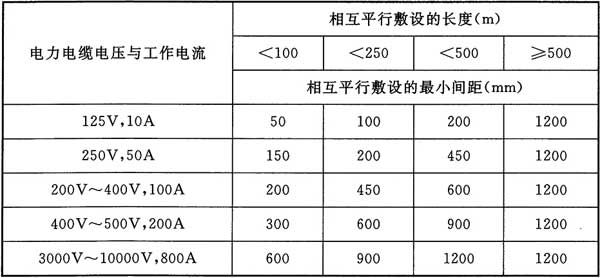 电力电缆电压与工作电流
相互平行敷设的长度(m)
<100 <250 <500 ≥500
相互平行敷设的最小间距(mm)
125V,10A 50 100 200 1200
250V,50A 150 200 450 1200
200V～400V,100A 200 450 600 1200
400V～500V,200A 300 600 900 1200
3000V～10000V,800A 600 900 1200 1200